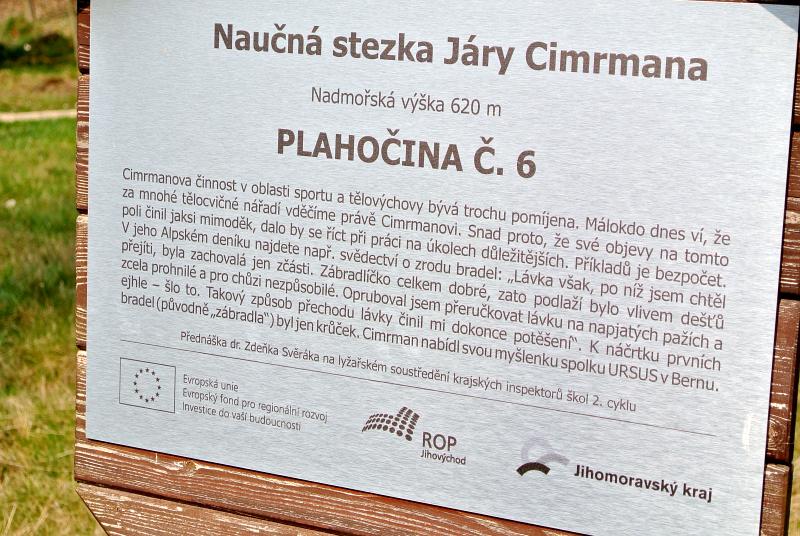 Naučná stezka Járy Cimrmana
Nadmořská výška 620 m
PLAHOČINA Č. 6
Cimrmanova činnost v oblasti sportu a tělovýchovy bývá trochu pomíjena. Málokdo dnes ví, že
za mnohé tělocvičné nářadí vděčíme právě Cimrmanovi. Snad proto, že své objevy na tomto
poli činil jaksi mimoděk, dalo by se říct při práci na úkolech důležitějších. Příkladů je bezpočet.
V jeho Alpském deníku najdete např. svědectví o zrodu bradel: „Lávka však, po níž jsem chtěl
přejíti, byla zachovalá jen zčásti. Zábradlíčko celkem dobré, zato podlaží bylo vlivem dešťů
zcela prohnilé a pro chůzi nezpůsobilé. Opruboval jsem přeručkovat lávku na napjatých pažích a
ejhle – šlo to. Takový způsob přechodu lávky činil mi dokonce potěšení“. K náčrtku prvních
bradel (původně „zábradla“) byl jen krůček. Cimrman nabídl svou myšlenku spolku URSUS v Bernu.
Přednáška dr. Zdeňka Svěráka na lyžařském soustředění krajských inspektorů škol 2. cyklu
Evropská unie
Evropský fond pro regionální rozvoj
Investice do vaší budoucnosti
ROP
Jihovýchod
Jihomoravský kraj